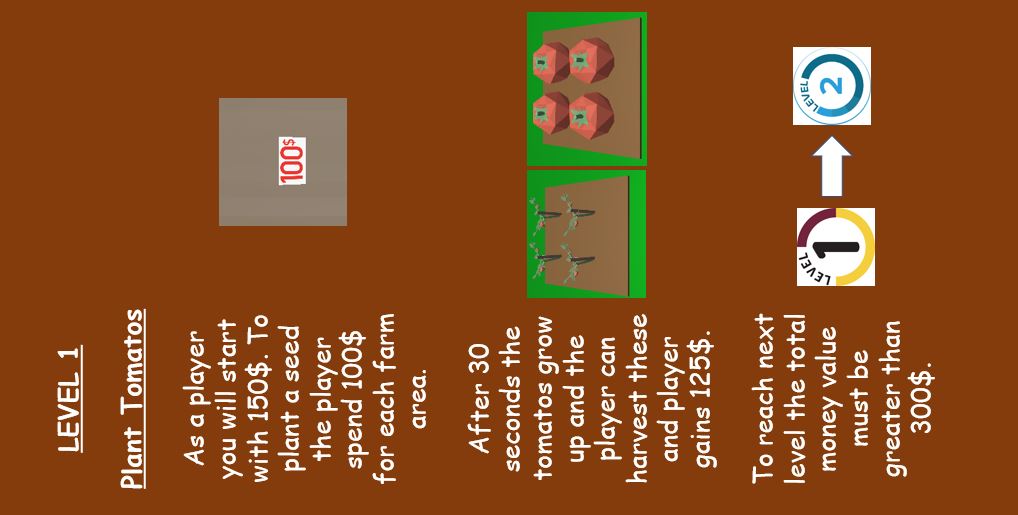 LEVEL 1
Plant Tomatos
As a player
you will start
with 150$. To
plant a seed
the player
spend 100$
for each farm
area.
100$
After 30
seconds the
tomatos grow
up and the
player can
harvest these
and player
gains 125$.
To reach next
level the total
money value
must be
greater than
300$.
LEVEL
1
LEVEL
2